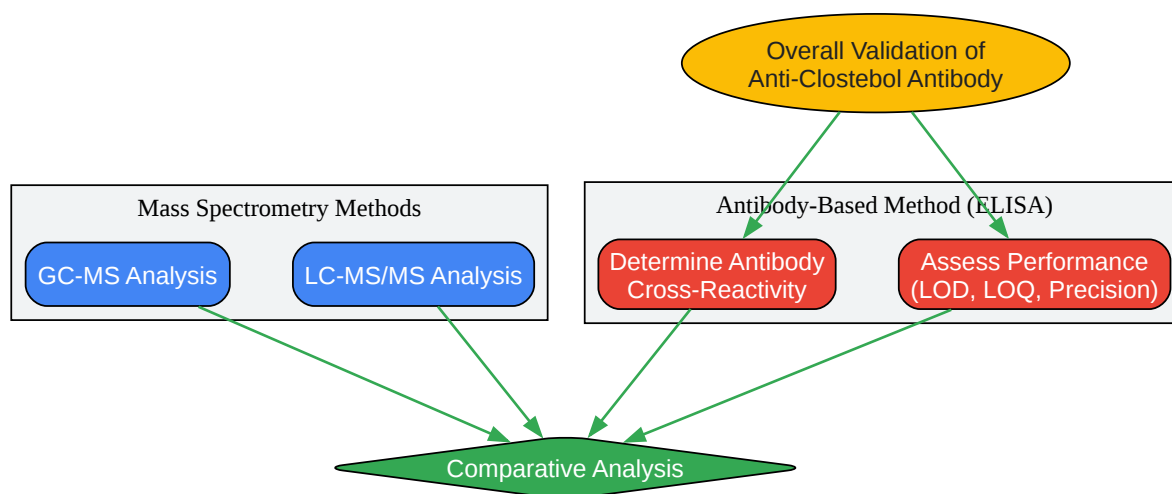 Overall Validation of
Anti-Clostebol Antibody
Mass Spectrometry Methods
GC-MS Analysis
LC-MS/MS Analysis
Antibody-Based Method (ELISA)
Determine Antibody
Cross-Reactivity
Assess Performance
(LOD, LOQ, Precision)
Comparative Analysis